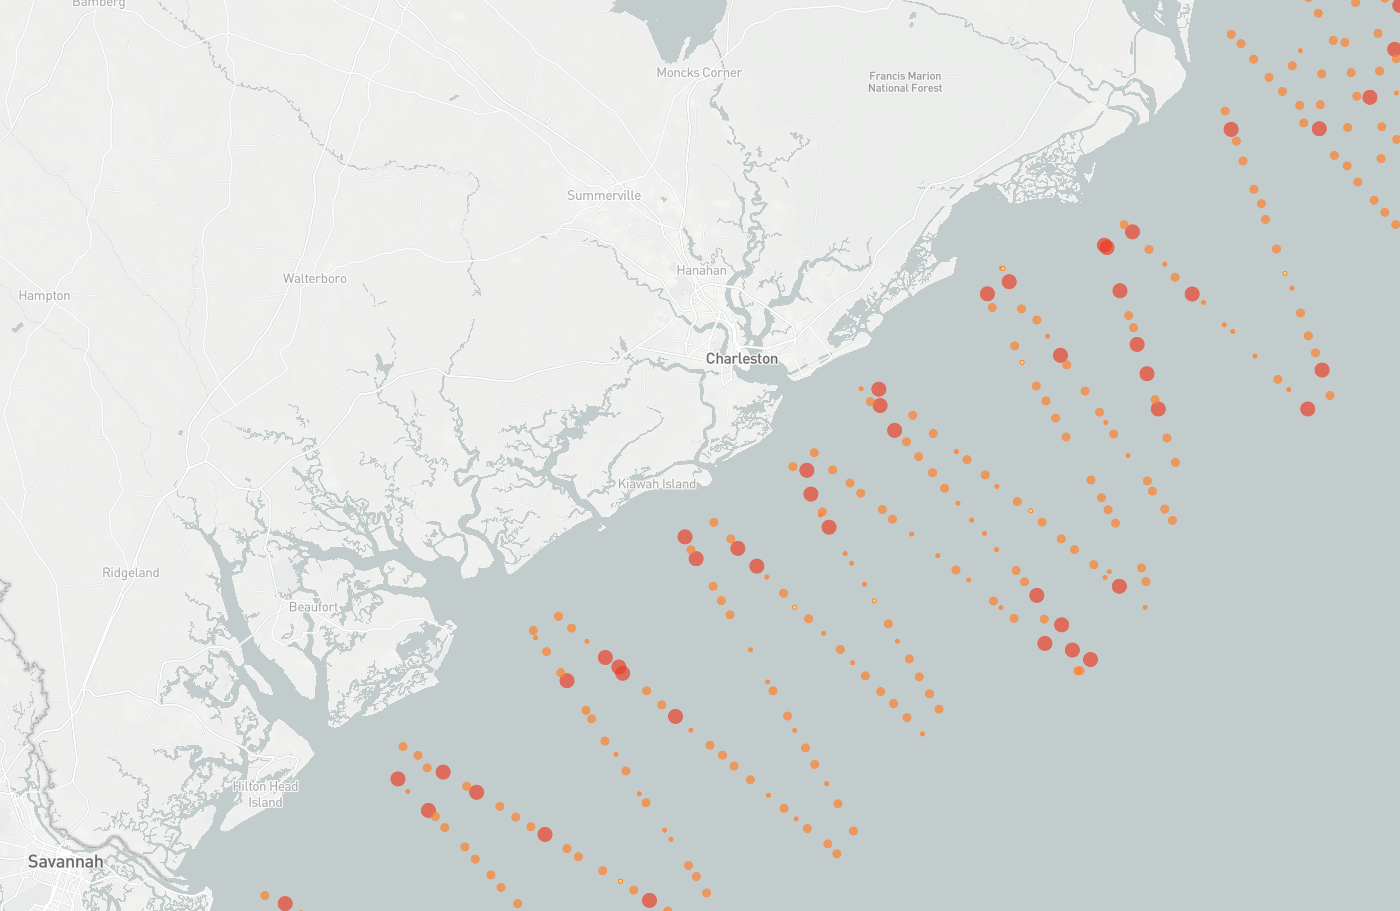 Bamberg
Moncks Corner
Francis Marion
National Forest
Summerville
Walterboro
Hanahan
Hampton
Charleston
Kiawah Island
Ridgeland
Beaufort
Hilton Head
Island
Savannah